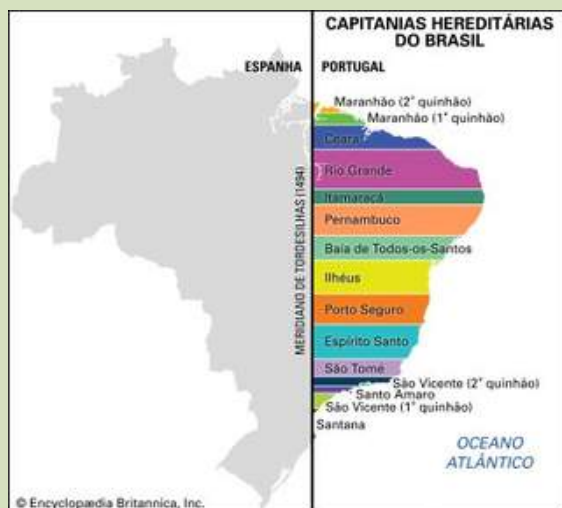 CAPITANIAS HEREDITÁRIAS
DO BRASIL
ESPANHA
PORTUGAL
MERIDIANO DE TORDESILHAS (1494)
Maranhão (2° quinhão)
Maranhão (1° quinhão)
Ceará
Rio Grande
Itamaracá
Pernambuco
Baía de Todos-os-Santos
Ilhéus
Porto Seguro
Espírito Santo
São Tomé
São Vicente (2° quinhão)
Santo Amaro
São Vicente (1° quinhão)
Santana
OCEANO
ATLÂNTICO
© Encyclopædia Britannica, Inc.